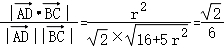 |AD•BC| / |AD||BC| = r² / √2×√16+5r² = √2 / 6